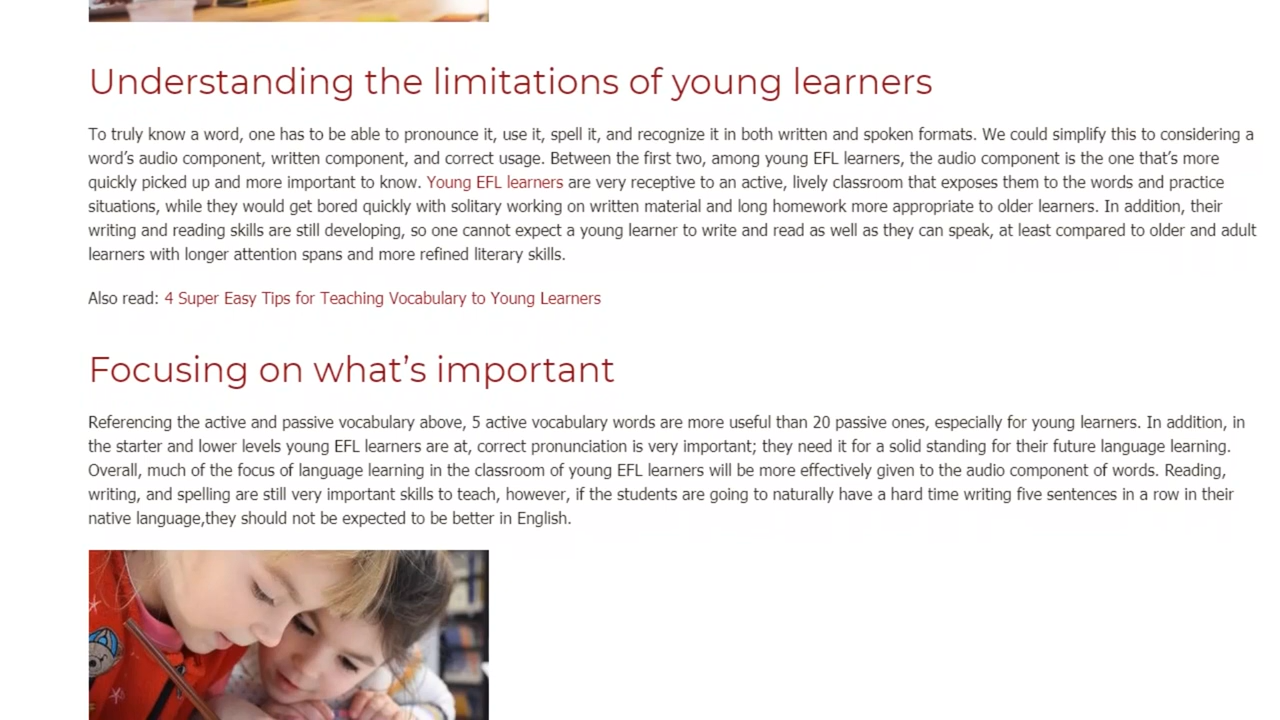 Understanding the limitations of young learners
To truly know a word, one has to be able to pronounce it, use it, spell it, and recognize it in both written and spoken formats. We could simplify this to considering a
word’s audio component, written component, and correct usage. Between the first two, among young EFL learners, the audio component is the one that’s more
quickly picked up and more important to know. Young EFL learners are very receptive to an active, lively classroom that exposes them to the words and practice
situations, while they would get bored quickly with solitary working on written material and long homework more appropriate to older learners. In addition, their
writing and reading skills are still developing, so one cannot expect a young learner to write and read as well as they can speak, at least compared to older and adult
learners with longer attention spans and more refined literary skills.
Also read: 4 Super Easy Tips for Teaching Vocabulary to Young Learners
Focusing on what’s important
Referencing the active and passive vocabulary above, 5 active vocabulary words are more useful than 20 passive ones, especially for young learners. In addition, in
the starter and lower levels young EFL learners are at, correct pronunciation is very important; they need it for a solid standing for their future language learning.
Overall, much of the focus of language learning in the classroom of young EFL learners will be more effectively given to the audio component of words. Reading,
writing, and spelling are still very important skills to teach, however, if the students are going to naturally have a hard time writing five sentences in a row in their
native language,they should not be expected to be better in English.